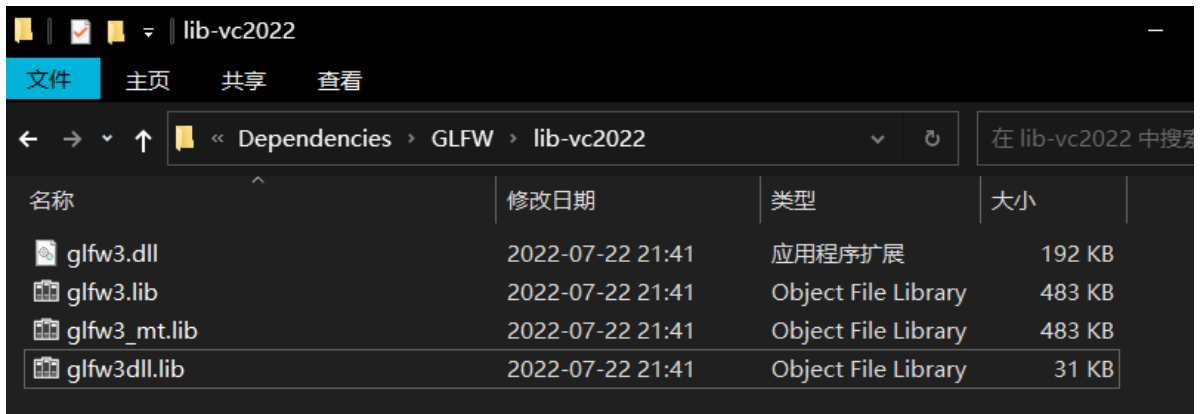 lib-vc2022
文件 主页 共享 查看
« Dependencies › GLFW › lib-vc2022 在 lib-vc2022 中搜索
名称 修改日期 类型 大小
glfw3.dll 2022-07-22 21:41 应用程序扩展 192 KB
glfw3.lib 2022-07-22 21:41 Object File Library 483 KB
glfw3_mt.lib 2022-07-22 21:41 Object File Library 483 KB
glfw3dll.lib 2022-07-22 21:41 Object File Library 31 KB